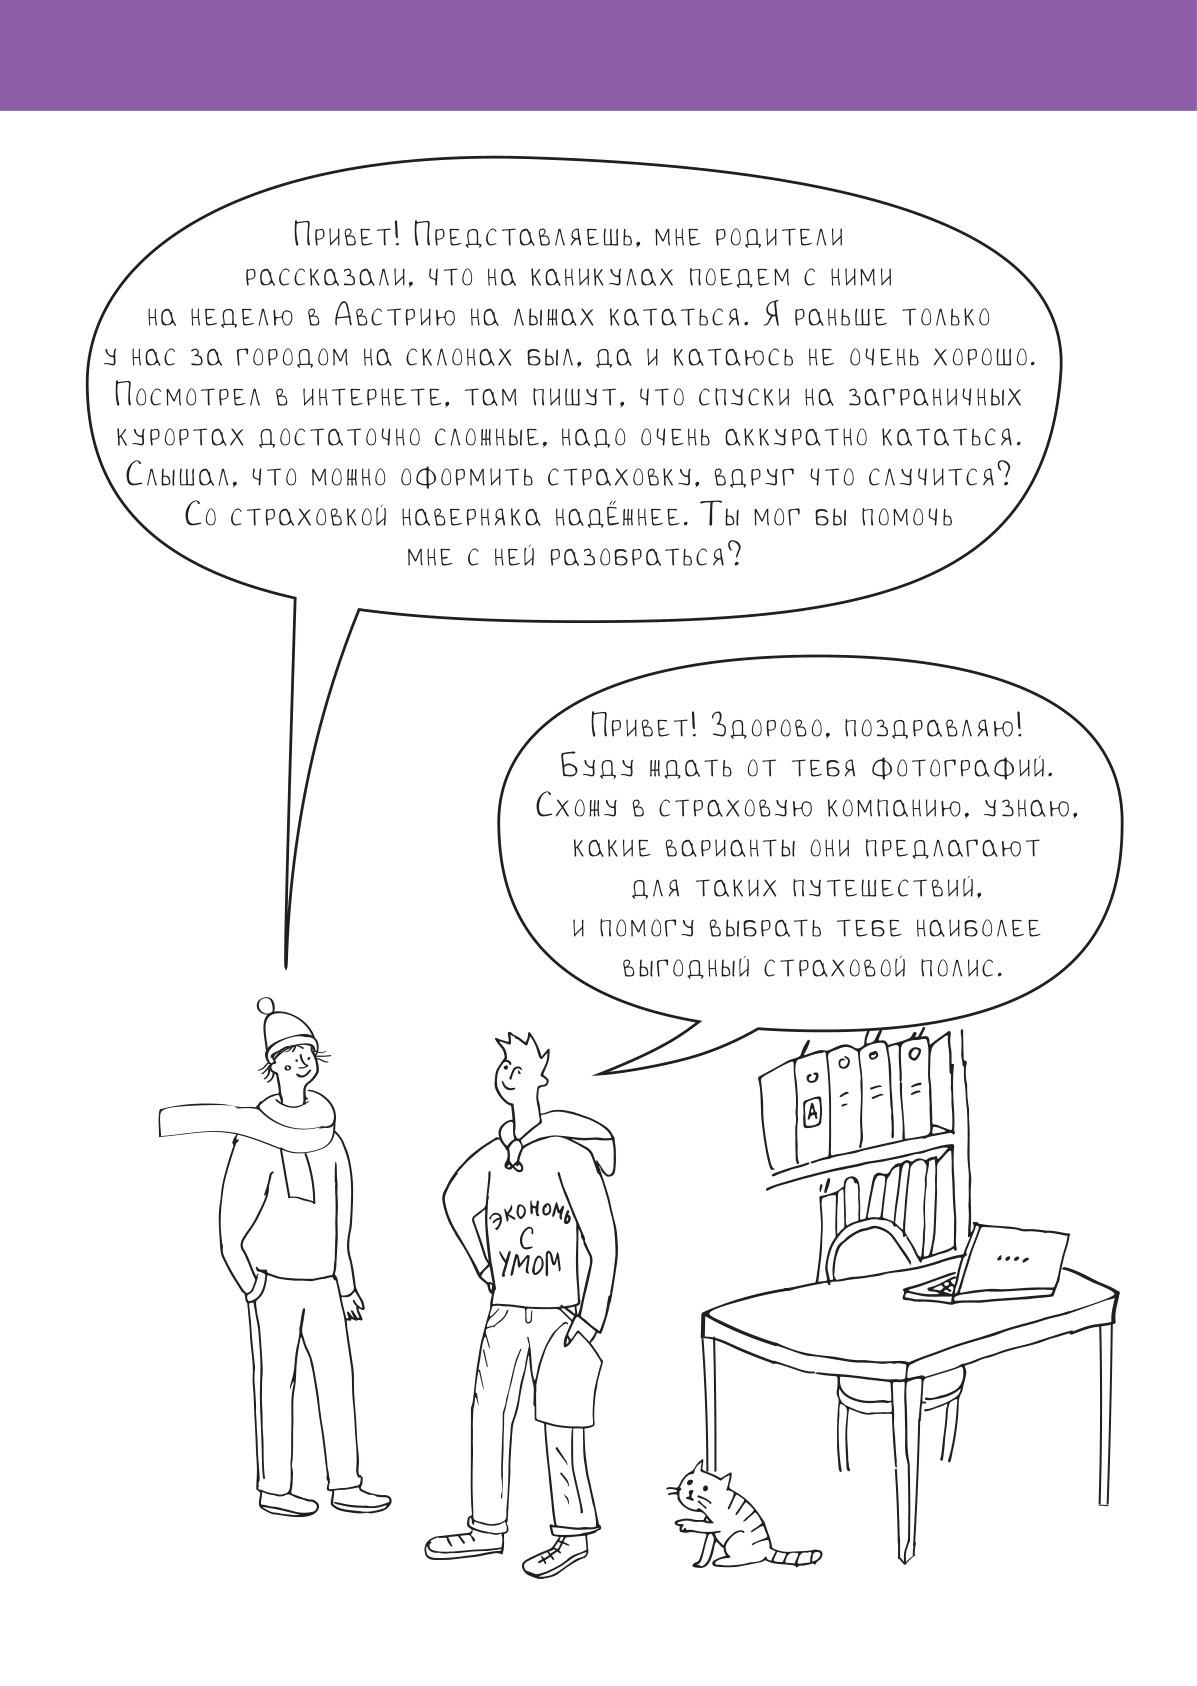 Привет! Представляешь, мне родители
рассказали, что на каникулах поедем с ними
на неделю в Австрию на лыжах кататься. Я раньше только
у нас за городом на склонах был, да и катаюсь не очень хорошо.
Посмотрел в интернете, там пишут, что спуски на заграничных
курортах достаточно сложные, надо очень аккуратно кататься.
Слышал, что можно оформить страховку, вдруг что случится?
Со страховкой наверняка надёжнее. Ты мог бы помочь
мне с ней разобраться?
Привет! Здорово, поздравляю!
Буду ждать от тебя фотографий.
Схожу в страховую компанию, узнаю,
какие варианты они предлагают
для таких путешествий,
и помогу выбрать тебе наиболее
выгодный страховой полис.
А
ЭКОНОМЬ
С
УМОМ